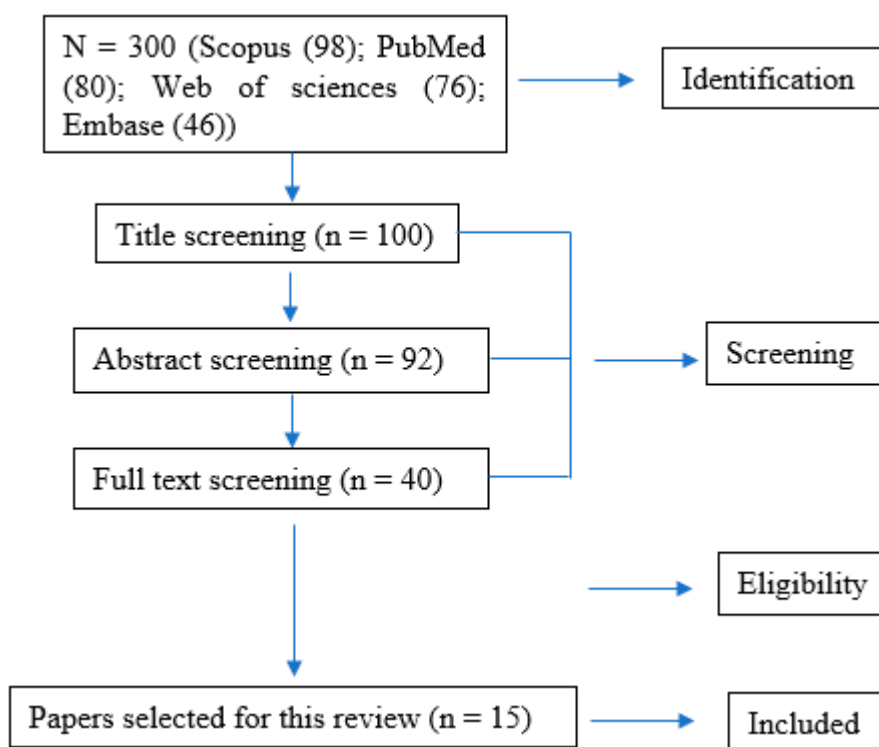 N = 300 (Scopus (98); PubMed
(80); Web of sciences (76);
Embase (46))
Identification
Title screening (n = 100)
Abstract screening (n = 92)
Screening
Full text screening (n = 40)
Eligibility
Papers selected for this review (n = 15)
Included